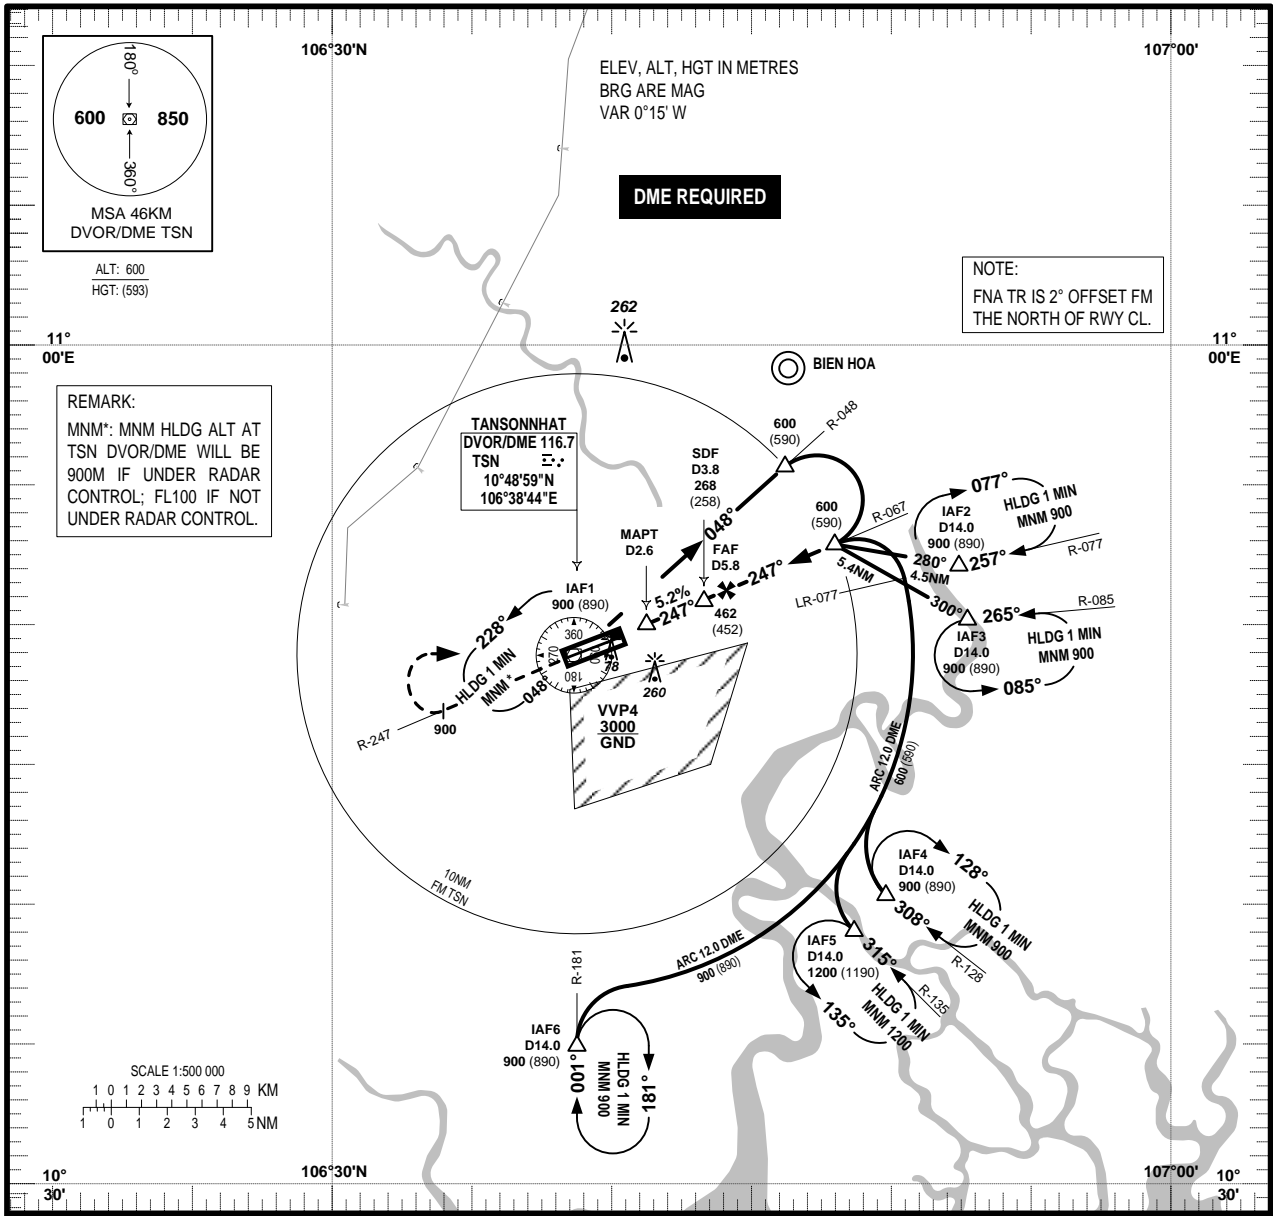 106°30'N
107°00'
180°
600
850
360°
MSA 46KM
DVOR/DME TSN
ALT: 600
HGT: (593)
ELEV, ALT, HGT IN METRES
BRG ARE MAG
VAR 0°15' W
DME REQUIRED
NOTE:
FNA TR IS 2° OFFSET FM
THE NORTH OF RWY CL.
262
11°
00'E
11°
00'E
BIEN HOA
REMARK:
MNM*: MNM HLDG ALT AT
TSN DVOR/DME WILL BE
900M IF UNDER RADAR
CONTROL; FL100 IF NOT
UNDER RADAR CONTROL.
TANSONNHAT
DVOR/DME 116.7
TSN
10°48'59"N
106°38'44"E
600
(590)
R-048
SDF
D3.8
268
(258)
048°
MAPT
D2.6
FAF
D5.8
600
(590)
R-067
077°
HLDG 1 MIN
MNM 900
IAF2
D14.0
900 (890)
257°
R-077
280°
4.5NM
5.4NM
247°
LR-077
300°
265°
R-085
IAF3
D14.0
900 (890)
HLDG 1 MIN
MNM 900
085°
IAF1
900 (890)
5.2%
247°
462
(452)
228°
HLDG 1 MIN
MNM *
048°
360
270
180
78
260
R-247
900
VVP4
3000
GND
ARC 12.0 DME
600 (590)
10NM
FM TSN
IAF4
D14.0
900 (890)
128°
308°
HLDG 1 MIN
MNM 900
R-128
IAF5
D14.0
1200 (1190)
315°
135°
HLDG 1 MIN
MNM 1200
R-135
ARC 12.0 DME
900 (890)
R-181
IAF6
D14.0
900 (890)
001°
HLDG 1 MIN
MNM 900
181°
SCALE 1:500 000
1 0 1 2 3 4 5 6 7 8 9 KM
1 0 1 2 3 4 5 NM
10°
30'
106°30'N
107°00'
10°
30'